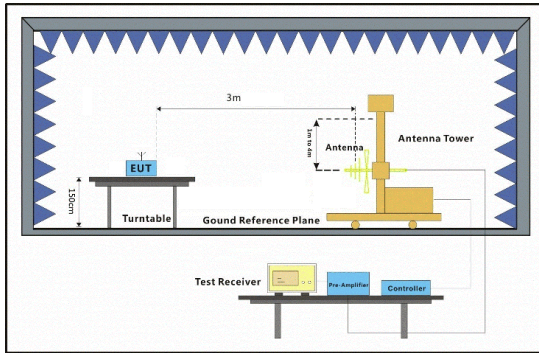 3m
1m to 4m
Antenna
Antenna Tower
EUT
150cm
Turntable
Gound Reference Plane
Test Receiver
Pre-Amplifier
Controller